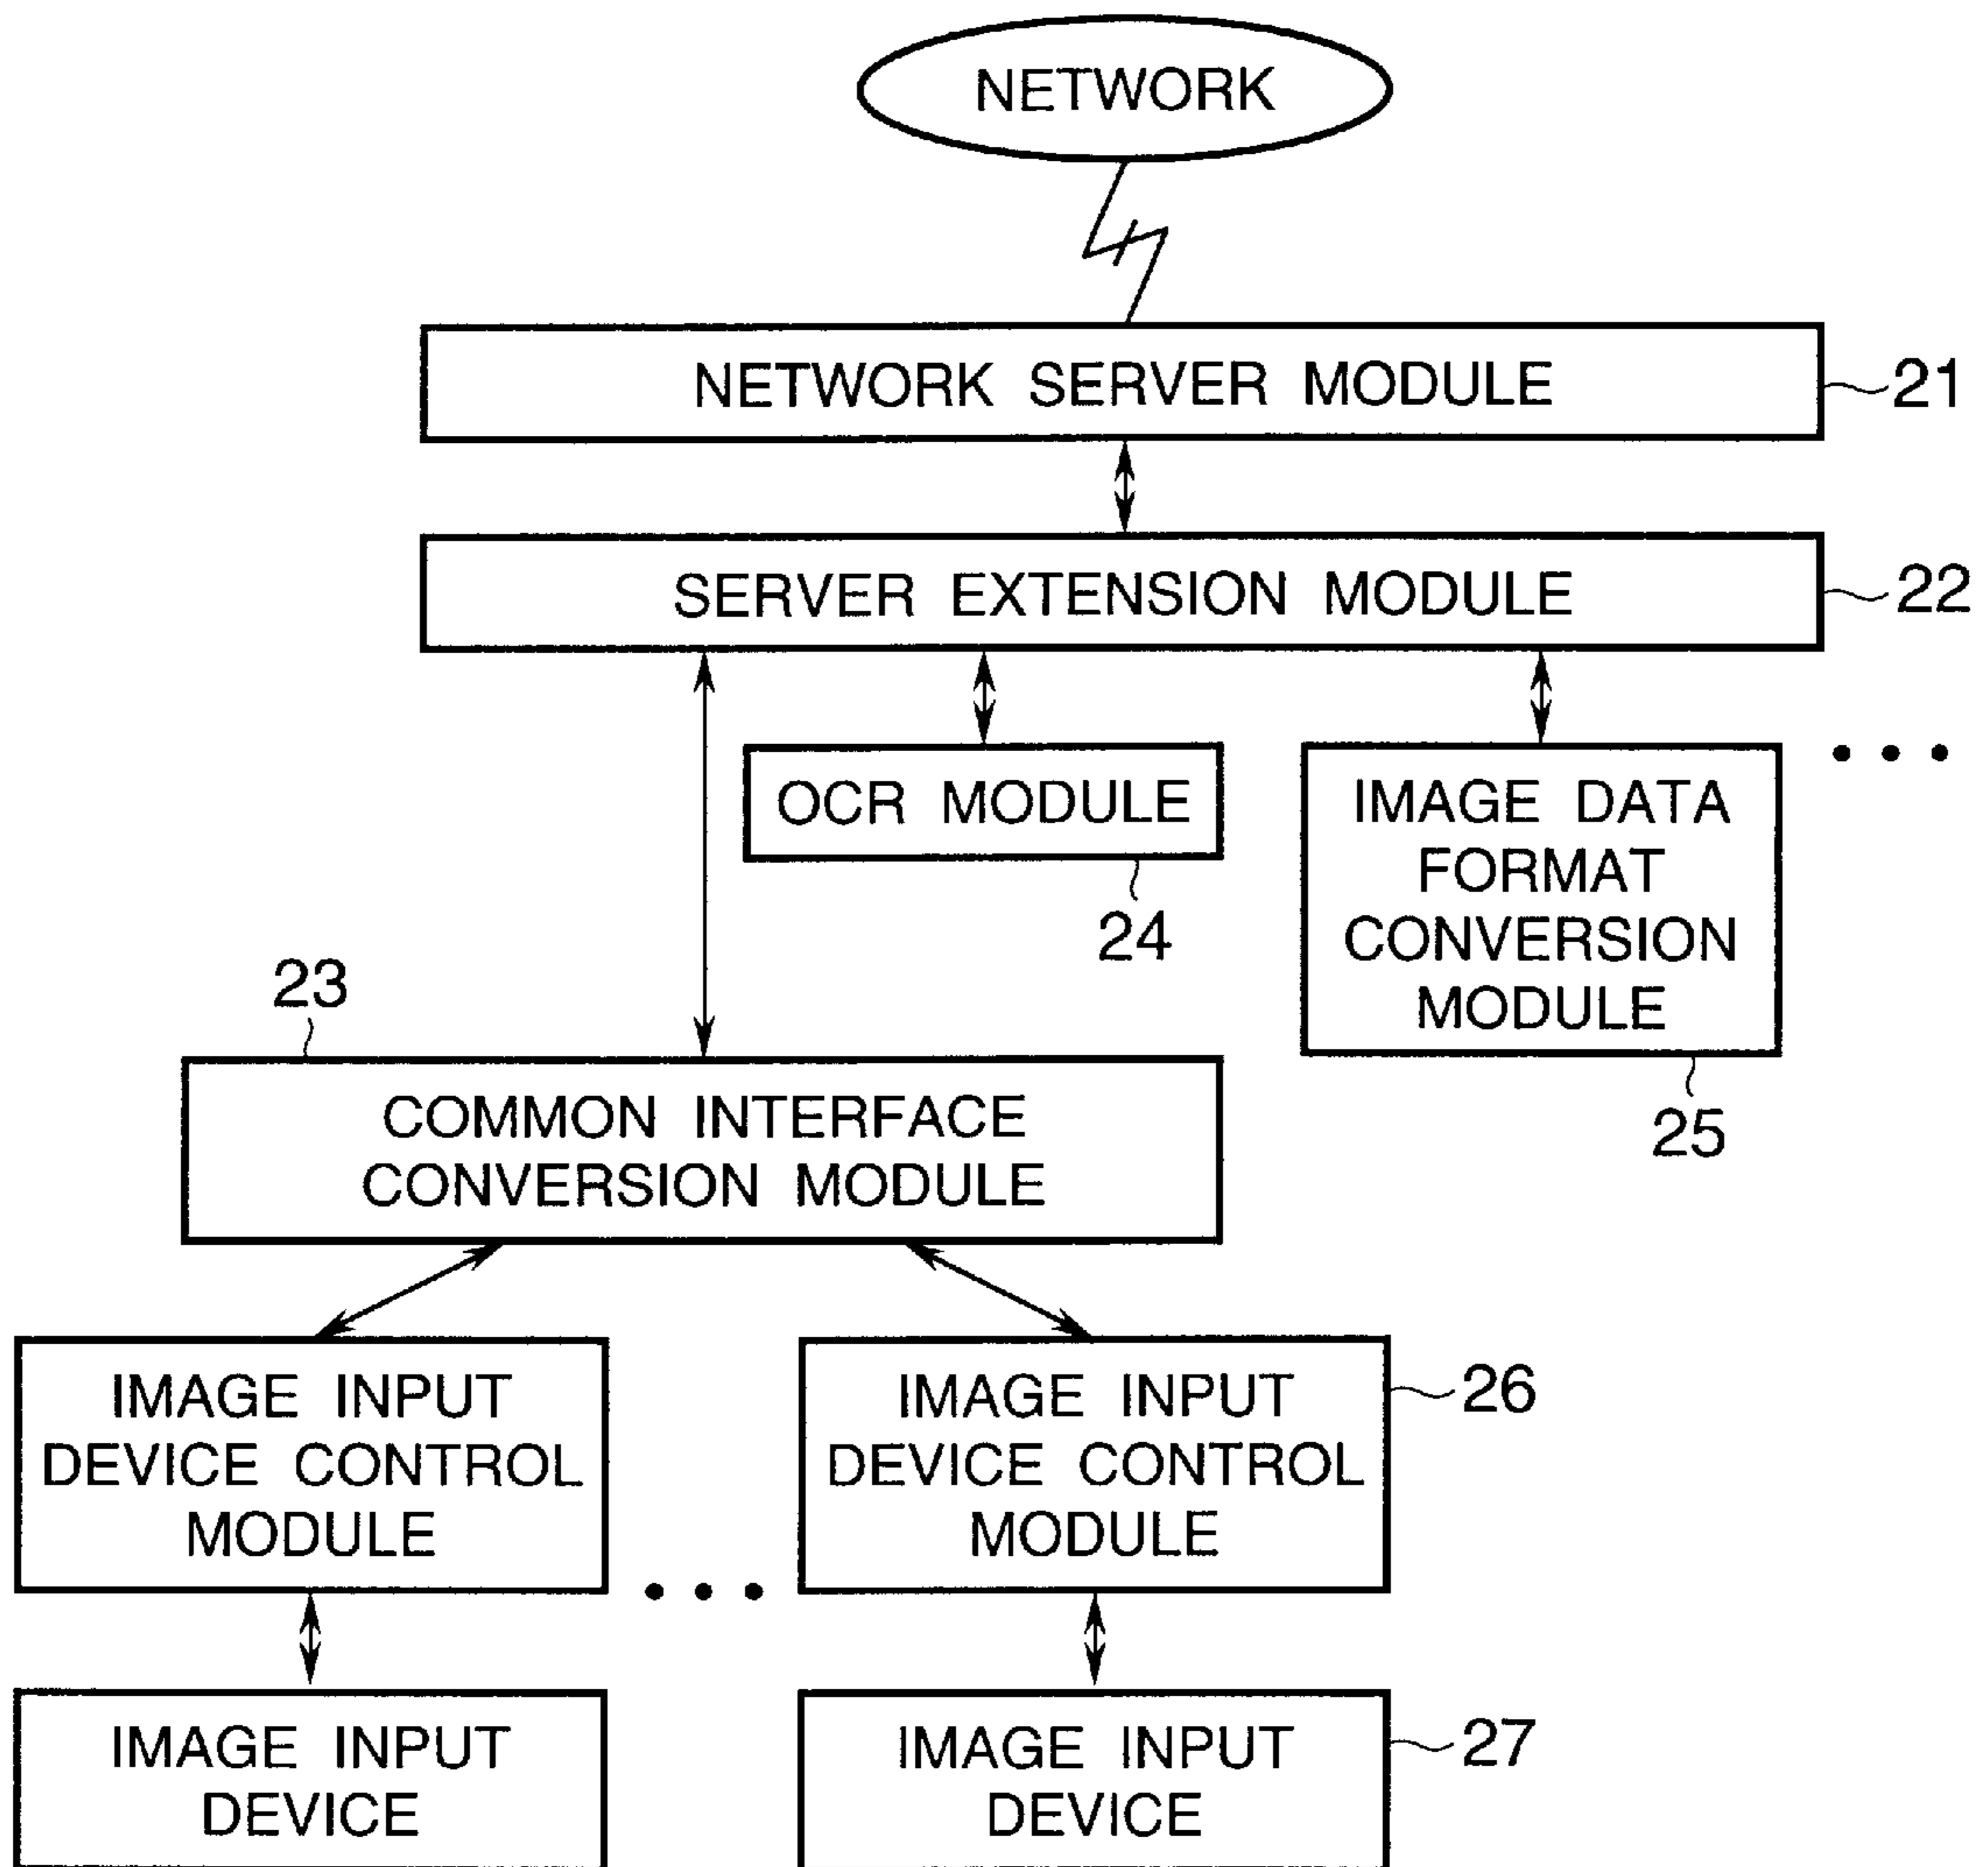 NETWORK
NETWORK SERVER MODULE
21
SERVER EXTENSION MODULE
22
OCR MODULE
24
IMAGE DATA
FORMAT
CONVERSION
MODULE
25
23
COMMON INTERFACE
CONVERSION MODULE
IMAGE INPUT
DEVICE CONTROL
MODULE
IMAGE INPUT
DEVICE CONTROL
MODULE
26
IMAGE INPUT
DEVICE
IMAGE INPUT
DEVICE
27